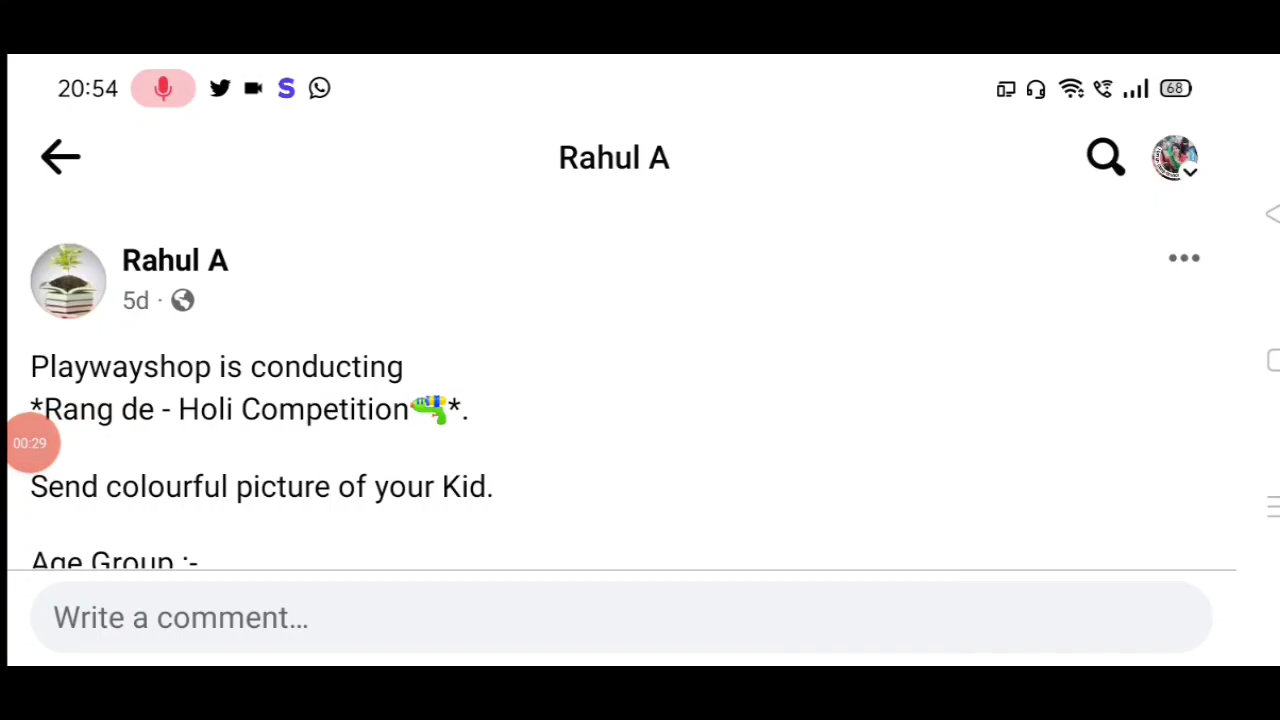 20:54 S 68
Rahul A
Rahul A
5d ·
Playwayshop is conducting
*Rang de - Holi Competition🔫*.
00:29
Send colourful picture of your Kid.
Age Group :-
Write a comment...